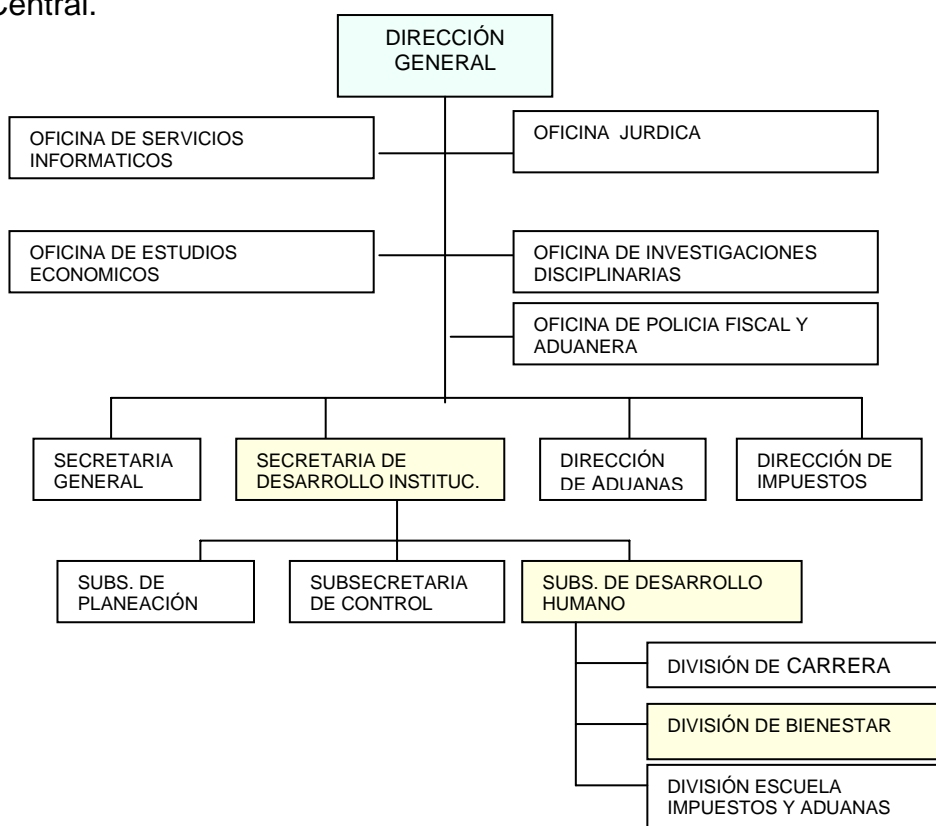 Central.
DIRECCIÓN
GENERAL
OFICINA DE SERVICIOS
INFORMATICOS
OFICINA JURDICA
OFICINA DE ESTUDIOS
ECONOMICOS
OFICINA DE INVESTIGACIONES
DISCIPLINARIAS
OFICINA DE POLICIA FISCAL Y
ADUANERA
SECRETARIA
GENERAL
SECRETARIA DE
DESARROLLO INSTITUC.
DIRECCIÓN
DE ADUANAS
DIRECCIÓN DE
IMPUESTOS
SUBS. DE
PLANEACIÓN
SUBSECRETARIA
DE CONTROL
SUBS. DE DESARROLLO
HUMANO
DIVISIÓN DE CARRERA
DIVISIÓN DE BIENESTAR
DIVISIÓN ESCUELA
IMPUESTOS Y ADUANAS